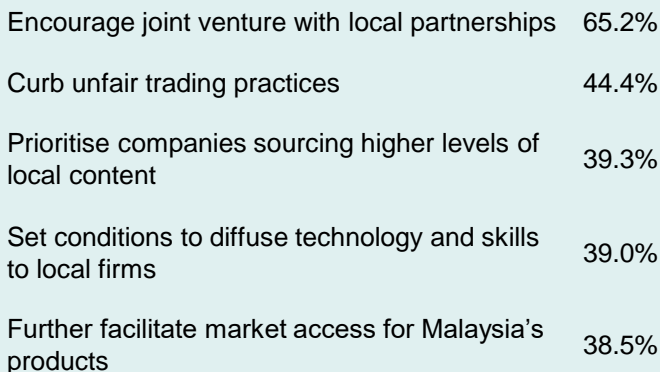 Encourage joint venture with local partnerships 65.2%
Curb unfair trading practices 44.4%
Prioritise companies sourcing higher levels of
local content 39.3%
Set conditions to diffuse technology and skills
to local firms 39.0%
Further facilitate market access for Malaysia's
products 38.5%